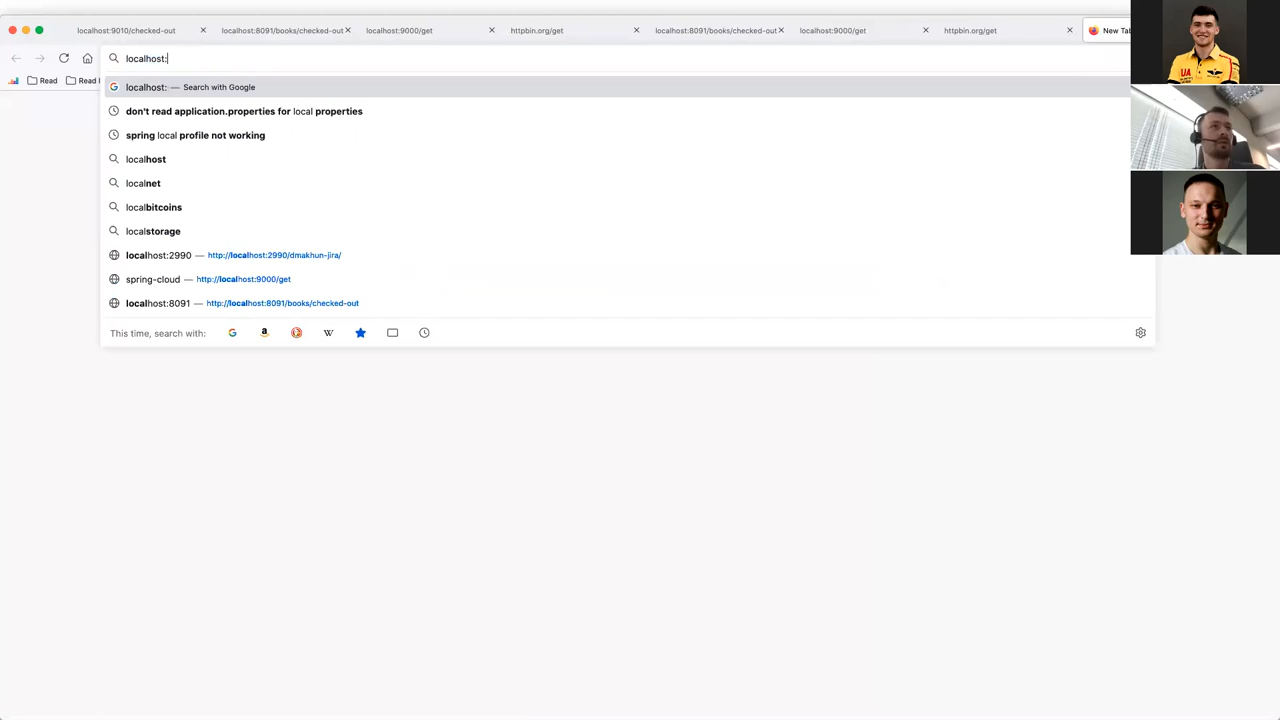 localhost:9010/checked-out
localhost:8091/books/checked-out
localhost:9000/get
httpbin.org/get
localhost:8091/books/checked-out
localhost:9000/get
httpbin.org/get
New Tab
localhost:
Read
Read
localhost: — Search with Google
don't read application.properties for local properties
spring local profile not working
localhost
localnet
localbitcoins
localstorage
localhost:2990 — http://localhost:2990/dmakhun-jira/
spring-cloud — http://localhost:9000/get
localhost:8091 — http://localhost:8091/books/checked-out
This time, search with:
UA